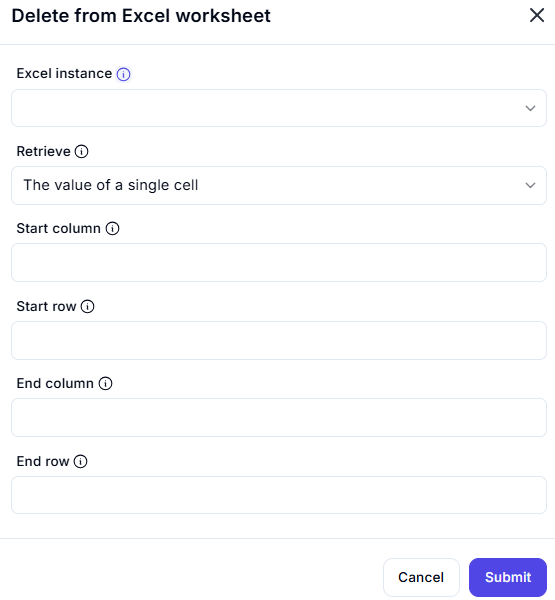 Delete from Excel worksheet
Excel instance
Retrieve
The value of a single cell
Start column
Start row
End column
End row
Cancel
Submit